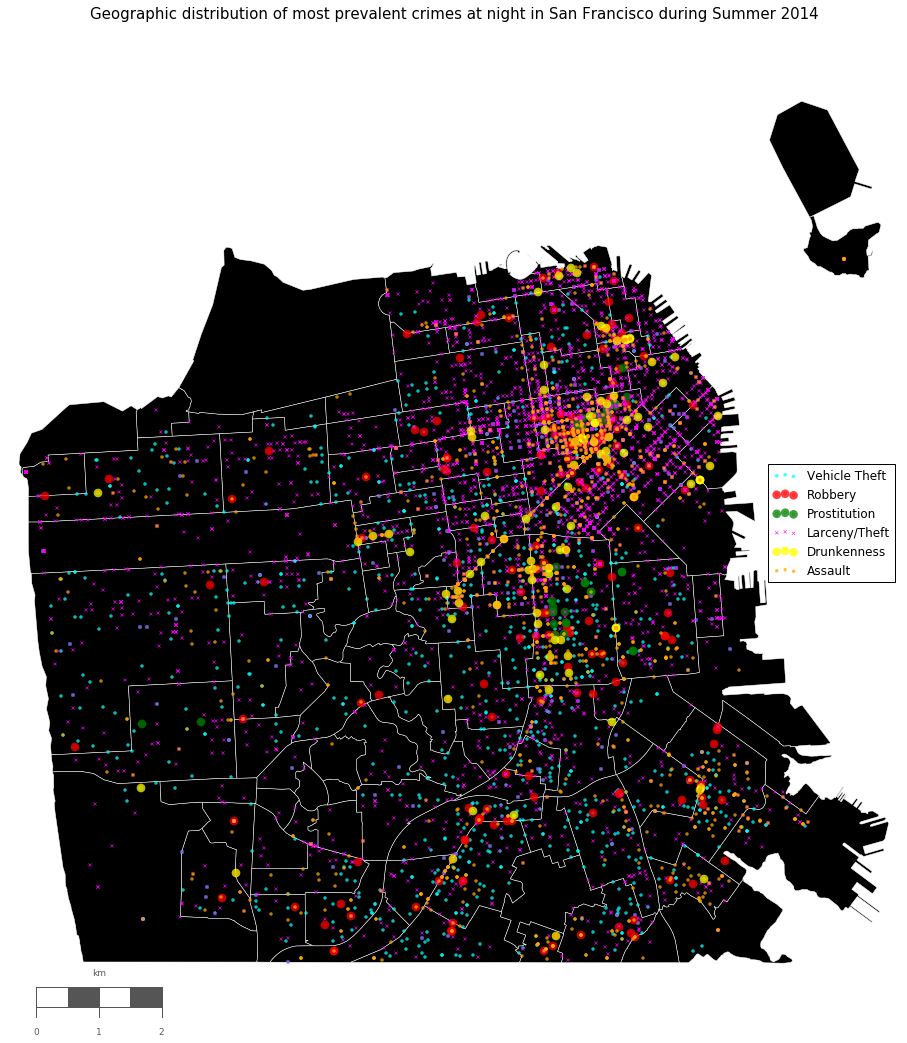 Geographic distribution of most prevalent crimes at night in San Francisco during Summer 2014
Vehicle Theft
Robbery
Prostitution
Larceny/Theft
Drunkenness
Assault
km
0 1 2